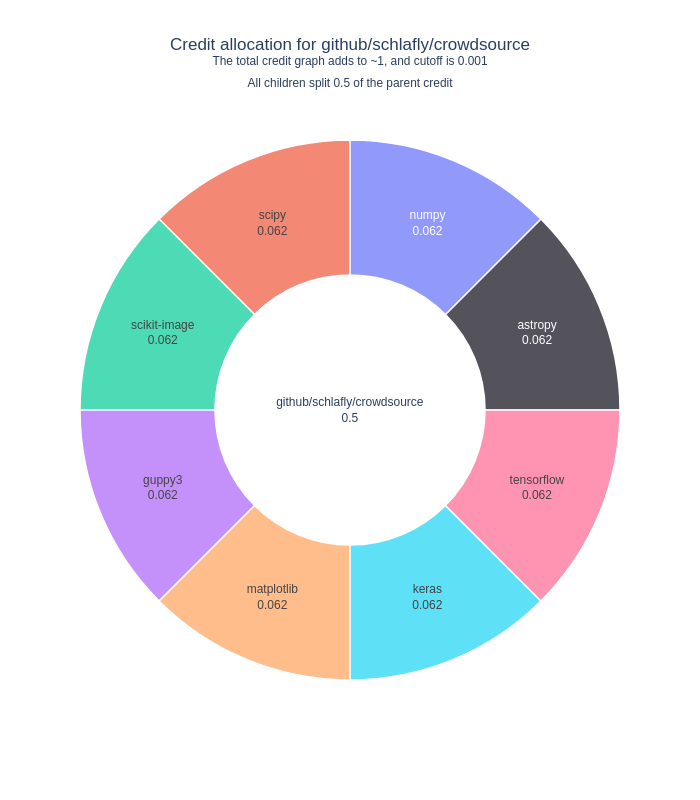 Credit allocation for github/schlafly/crowdsource
The total credit graph adds to ~1, and cutoff is 0.001
All children split 0.5 of the parent credit
scipy
0.062
numpy
0.062
scikit-image
0.062
astropy
0.062
github/schlafly/crowdsource
0.5
guppy3
0.062
tensorflow
0.062
matplotlib
0.062
keras
0.062